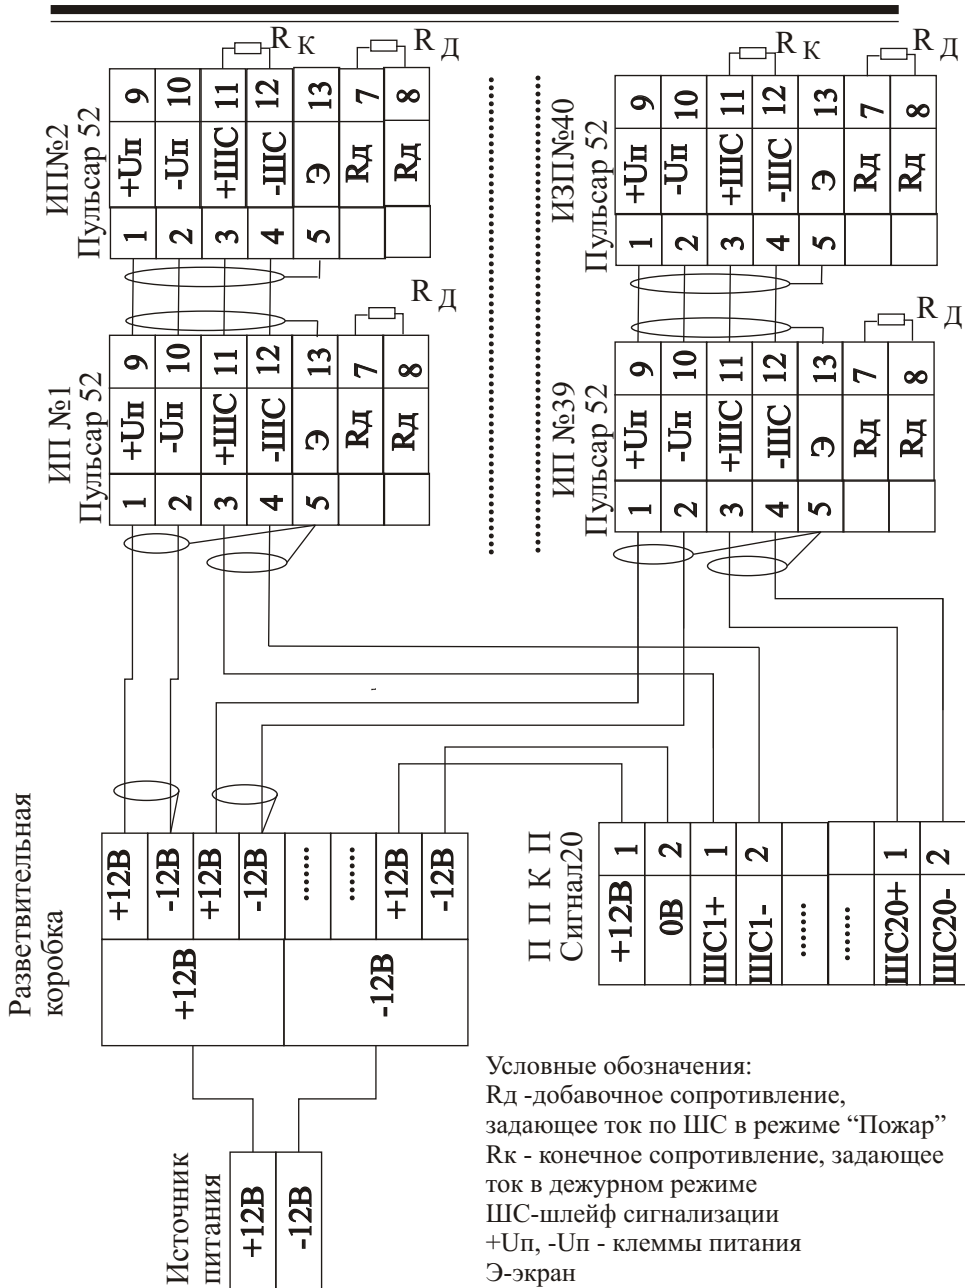 R К
R Д
ИП№2
Пульсар 52
9 10 11 12 13 7 8
+Uп -Uп +ШС -ШС Э Rд Rд
1 2 3 4 5
R К
R Д
ИЗП№40
Пульсар 52
9 10 11 12 13 7 8
+Uп -Uп +ШС -ШС Э Rд Rд
1 2 3 4 5
R Д
ИП №1
Пульсар 52
9 10 11 12 13 7 8
+Uп -Uп +ШС -ШС Э Rд Rд
1 2 3 4 5
R Д
ИП №39
Пульсар 52
9 10 11 12 13 7 8
+Uп -Uп +ШС -ШС Э Rд Rд
1 2 3 4 5
Разветвительная
коробка
+12В -12В +12В -12В ....... ....... +12В -12В
+12В -12В
П П К П
Сигнал20
1 2 1 2 1 2
+12В 0В ШС1+ ШС1- ....... ....... ШС20+ ШС20-
Источник
питания
+12В
-12В
Условные обозначения:
Rд -добавочное сопротивление,
задающее ток по ШС в режиме “Пожар”
Rк - конечное сопротивление, задающее
ток в дежурном режиме
ШС-шлейф сигнализации
+Uп, -Uп - клеммы питания
Э-экран